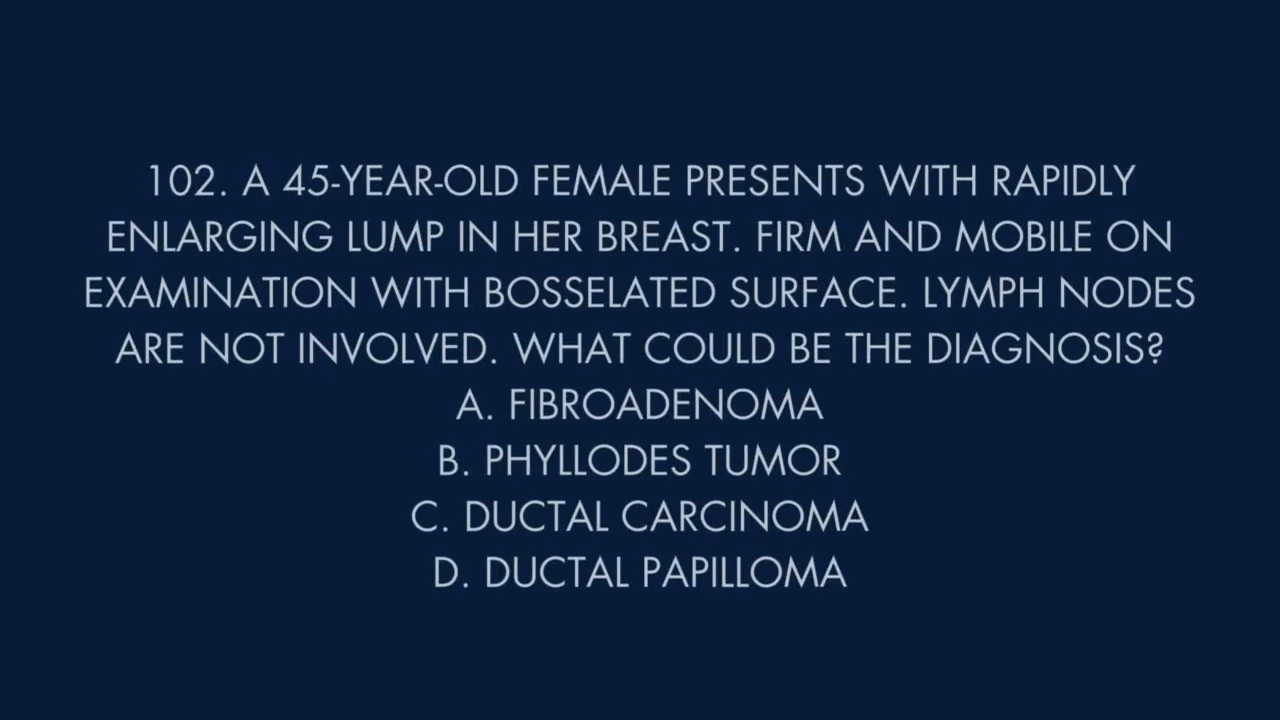 102. A 45-YEAR-OLD FEMALE PRESENTS WITH RAPIDLY
ENLARGING LUMP IN HER BREAST. FIRM AND MOBILE ON
EXAMINATION WITH BOSSELATED SURFACE. LYMPH NODES
ARE NOT INVOLVED. WHAT COULD BE THE DIAGNOSIS?
A. FIBROADENOMA
B. PHYLLODES TUMOR
C. DUCTAL CARCINOMA
D. DUCTAL PAPILLOMA